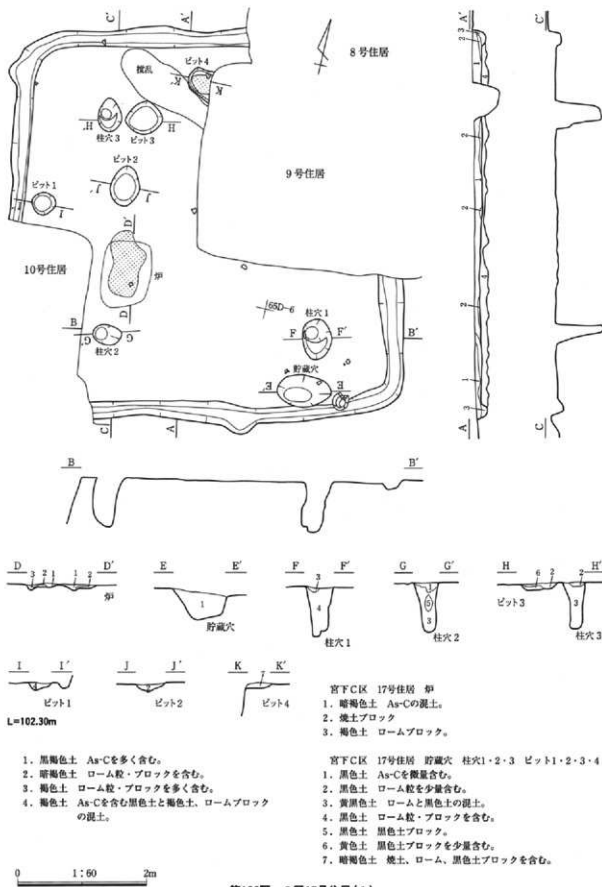 C' A' 8号住居 A' C'
撹乱 ピット4
K' K
9号住居
H' H
柱穴3 ピット3
ピット2
ピット1 J' J
I' I
D'
10号住居
炉
65D-6
D
柱穴1
B G' G F F' B'
柱穴2
貯蔵穴
E' E
C A
A C
B B'
D D' E E' F F' G G' H H'
炉
貯蔵穴 柱穴1 柱穴2 ピット3 柱穴3
I I' J J' K K'
ピット1 ピット2 ピット4
L=102.30m
宮下C区 17号住居 炉
1. 暗褐色土 As-Cの混土。
2. 焼土ブロック
3. 褐色土 ロームブロック。
1. 黒褐色土 As-Cを多く含む。
2. 暗褐色土 ローム粒・ブロックを含む。
3. 褐色土 ローム粒・ブロックを多く含む。
4. 褐色土 As-Cを含む黒色土と褐色土、ロームブロック
の混土。
宮下C区 17号住居 貯蔵穴 柱穴1・2・3 ピット1・2・3・4
1. 黒色土 As-Cを微量含む。
2. 黒色土 ローム粒を少量含む。
3. 黄黒色土 ロームと黒色土の混土。
4. 黒色土 ローム粒・ブロックを含む。
5. 黒色土 黒色土ブロック。
6. 黄色土 黒色土ブロックを少量含む。
7. 暗褐色土 焼土、ローム、黒色土ブロックを含む。
0 1:60 2m